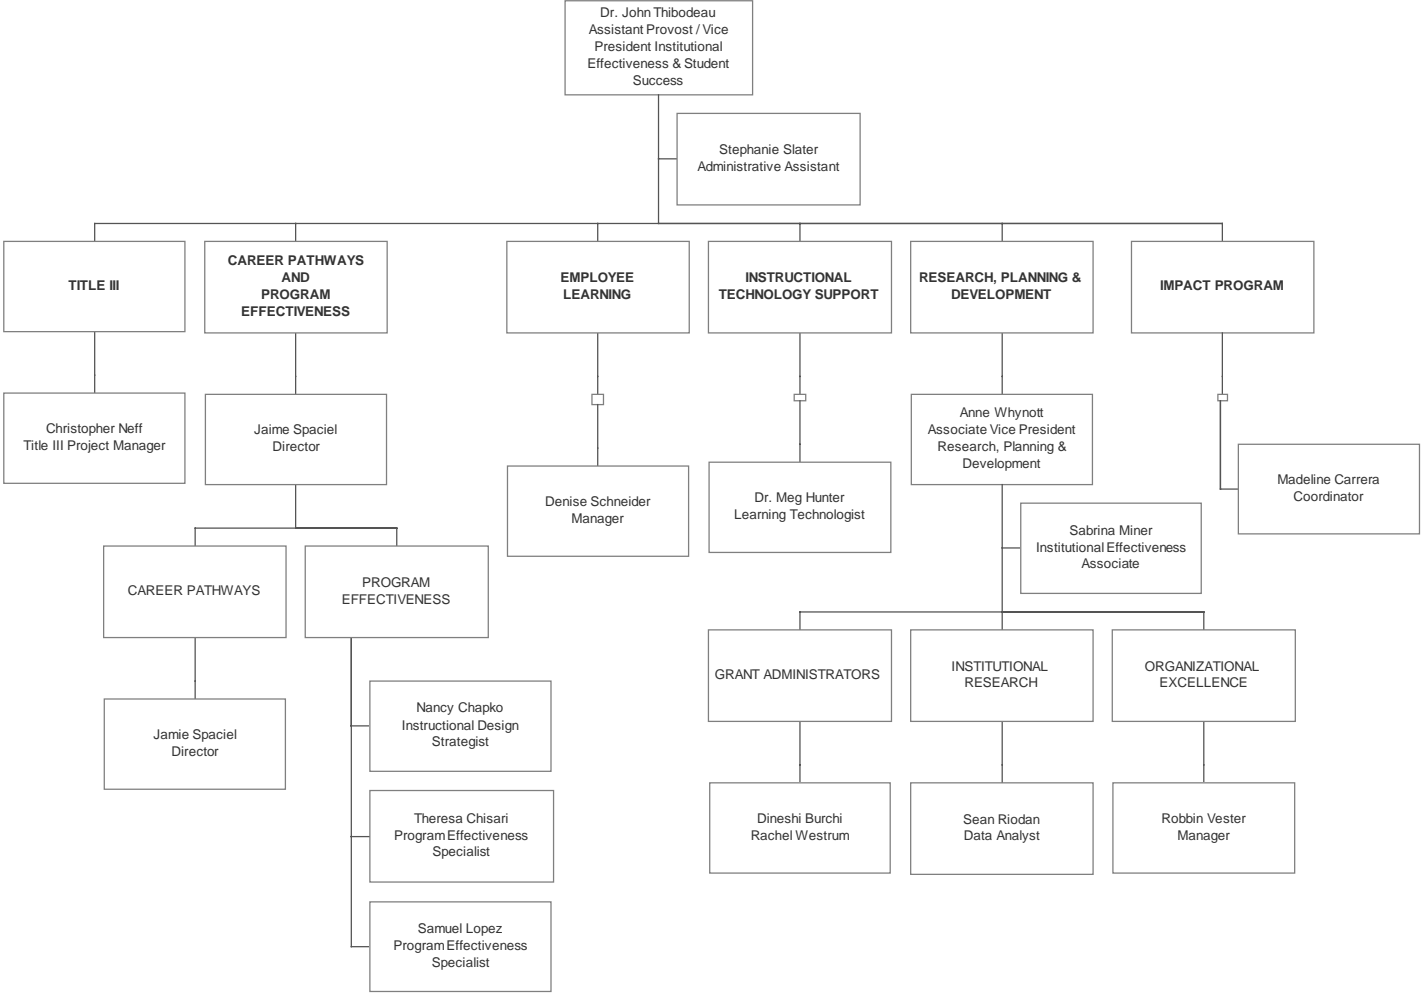 Dr. John Thibodeau
Assistant Provost / Vice
President Institutional
Effectiveness & Student
Success
Stephanie Slater
Administrative Assistant
TITLE III
CAREER PATHWAYS
AND
PROGRAM
EFFECTIVENESS
EMPLOYEE
LEARNING
INSTRUCTIONAL
TECHNOLOGY SUPPORT
RESEARCH, PLANNING &
DEVELOPMENT
IMPACT PROGRAM
Christopher Neff
Title III Project Manager
Jaime Spaciel
Director
Denise Schneider
Manager
Dr. Meg Hunter
Learning Technologist
Anne Whynott
Associate Vice President
Research, Planning &
Development
Madeline Carrera
Coordinator
Sabrina Miner
Institutional Effectiveness
Associate
CAREER PATHWAYS
PROGRAM
EFFECTIVENESS
Jamie Spaciel
Director
Nancy Chapko
Instructional Design
Strategist
Theresa Chisari
Program Effectiveness
Specialist
Samuel Lopez
Program Effectiveness
Specialist
GRANT ADMINISTRATORS
INSTITUTIONAL
RESEARCH
ORGANIZATIONAL
EXCELLENCE
Dineshi Burchi
Rachel Westrum
Sean Riodan
Data Analyst
Robbin Vester
Manager